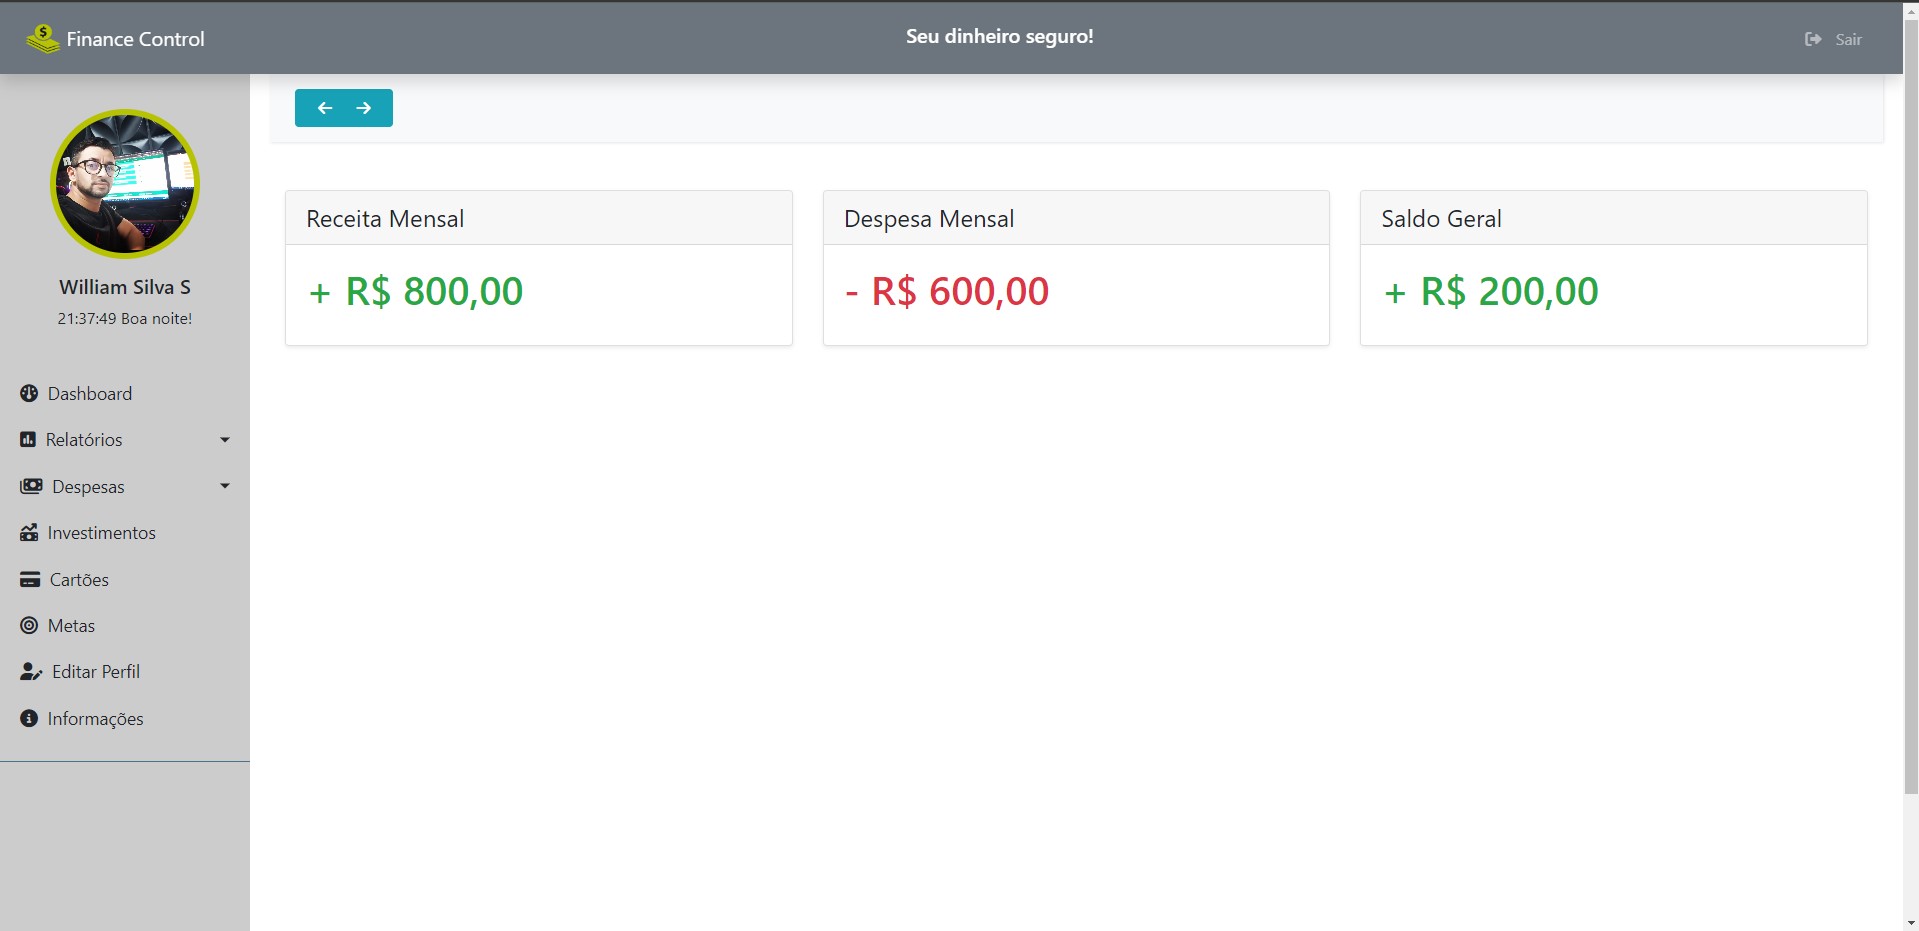 Finance Control
Seu dinheiro seguro!
Sair
William Silva S
21:37:49 Boa noite!
Dashboard
Relatórios
Despesas
Investimentos
Cartões
Metas
Editar Perfil
Informações
Receita Mensal
+ R$ 800,00
Despesa Mensal
- R$ 600,00
Saldo Geral
+ R$ 200,00